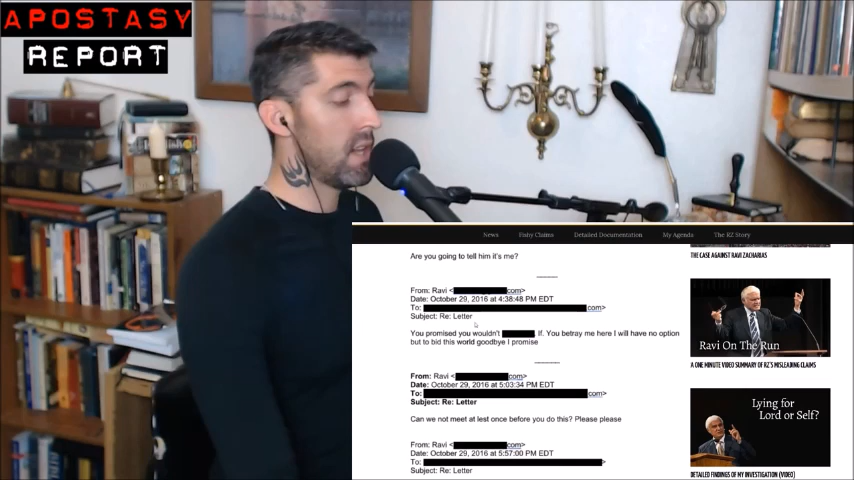 APOSTASY
REPORT
News Fishy Claims Detailed Documentation My Agenda The RZ Story
Are you going to tell him it's me?
From: Ravi < com>
Date: October 29, 2016 at 4:38:48 PM EDT
To: com>
Subject: Re: Letter
You promised you wouldn't . If. You betray me here I will have no option
but to bid this world goodbye I promise
From: Ravi < com>
Date: October 29, 2016 at 5:03:34 PM EDT
To: com>
Subject: Re: Letter
Can we not meet at lest once before you do this? Please please
From: Ravi < com>
Date: October 29, 2016 at 5:57:00 PM EDT
To: >
Subject: Re: Letter
THE CASE AGAINST RAVI ZACHARIAS
Ravi On The Run
A ONE MINUTE VIDEO SUMMARY OF RZ'S MISLEADING CLAIMS
Lying for
Lord or Self?
DETAILED FINDINGS OF MY INVESTIGATION (VIDEO)